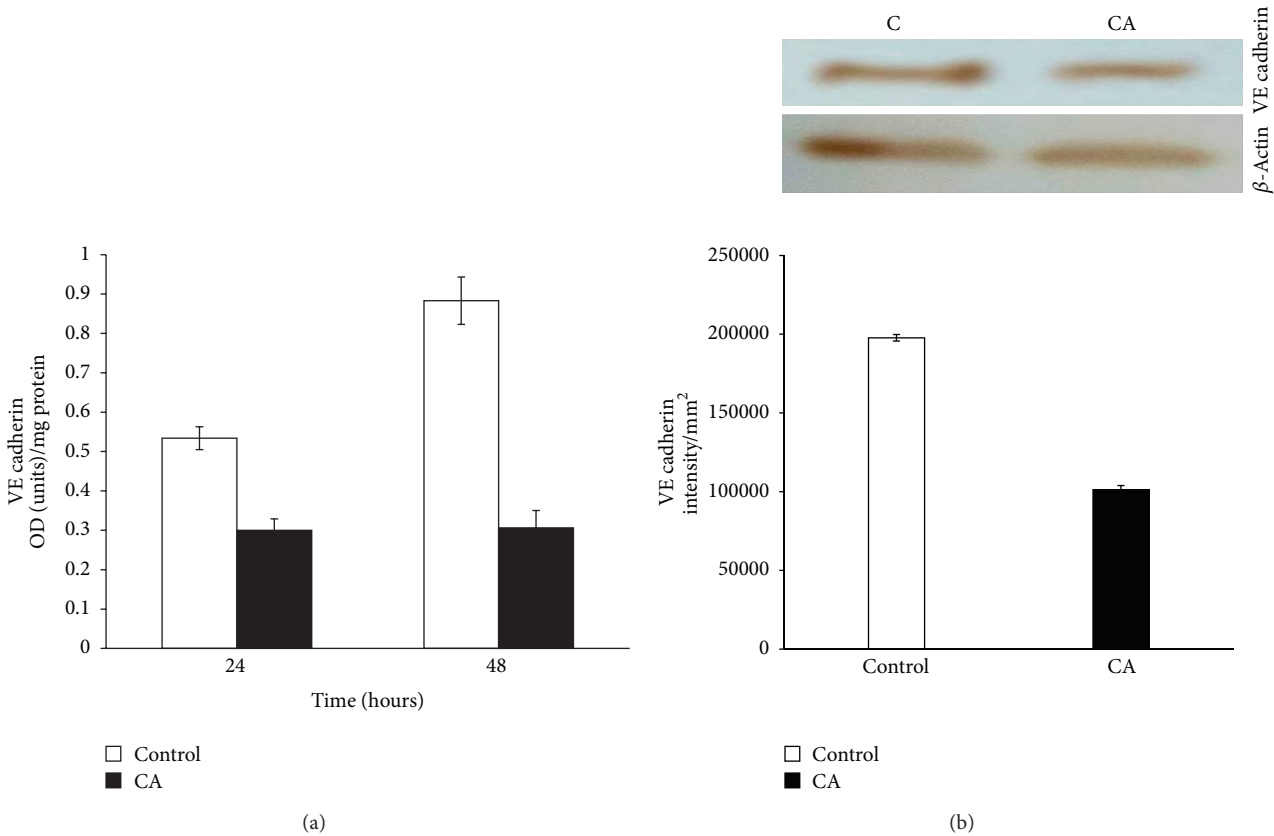 C CA
VE cadherin
β-Actin
1
0.9
0.8
0.7
0.6
0.5
0.4
0.3
0.2
0.1
0
VE cadherin
OD (units)/mg protein
24 48
Time (hours)
Control
CA
(a)
250000
200000
150000
100000
50000
0
VE cadherin
intensity/mm²
Control CA
Control
CA
(b)